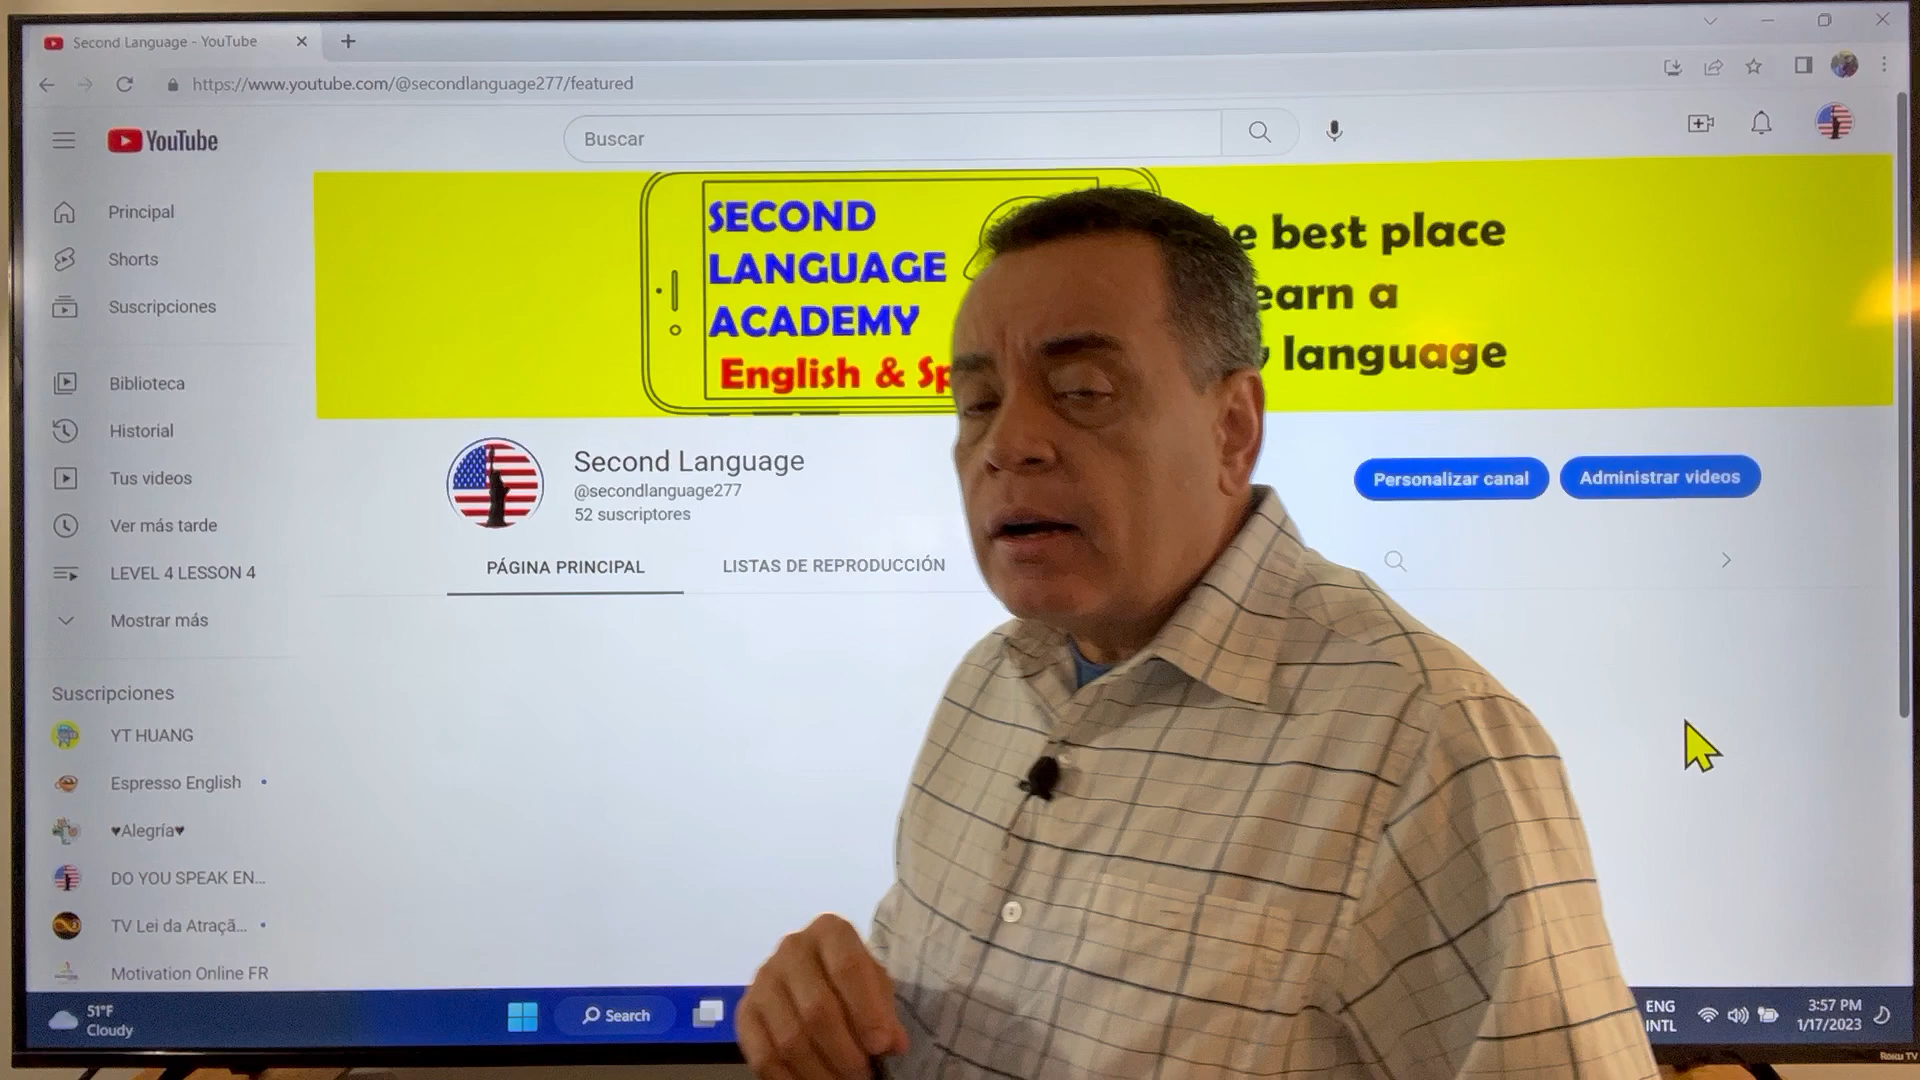 Second Language - YouTube
https://www.youtube.com/@secondlanguage277/featured
YouTube
Buscar
Principal
Shorts
Suscripciones
Biblioteca
Historial
Tus videos
Ver más tarde
LEVEL 4 LESSON 4
Mostrar más
Suscripciones
YT HUANG
Espresso English
♥Alegría♥
DO YOU SPEAK EN...
TV Lei da Atraçã...
Motivation Online FR
SECOND
LANGUAGE
ACADEMY
English & Sp
e best place
earn a
language
Second Language
@secondlanguage277
52 suscriptores
Personalizar canal
Administrar videos
PÁGINA PRINCIPAL
LISTAS DE REPRODUCCIÓN
51°F
Cloudy
Search
ENG
INTL
3:57 PM
1/17/2023
Roku TV